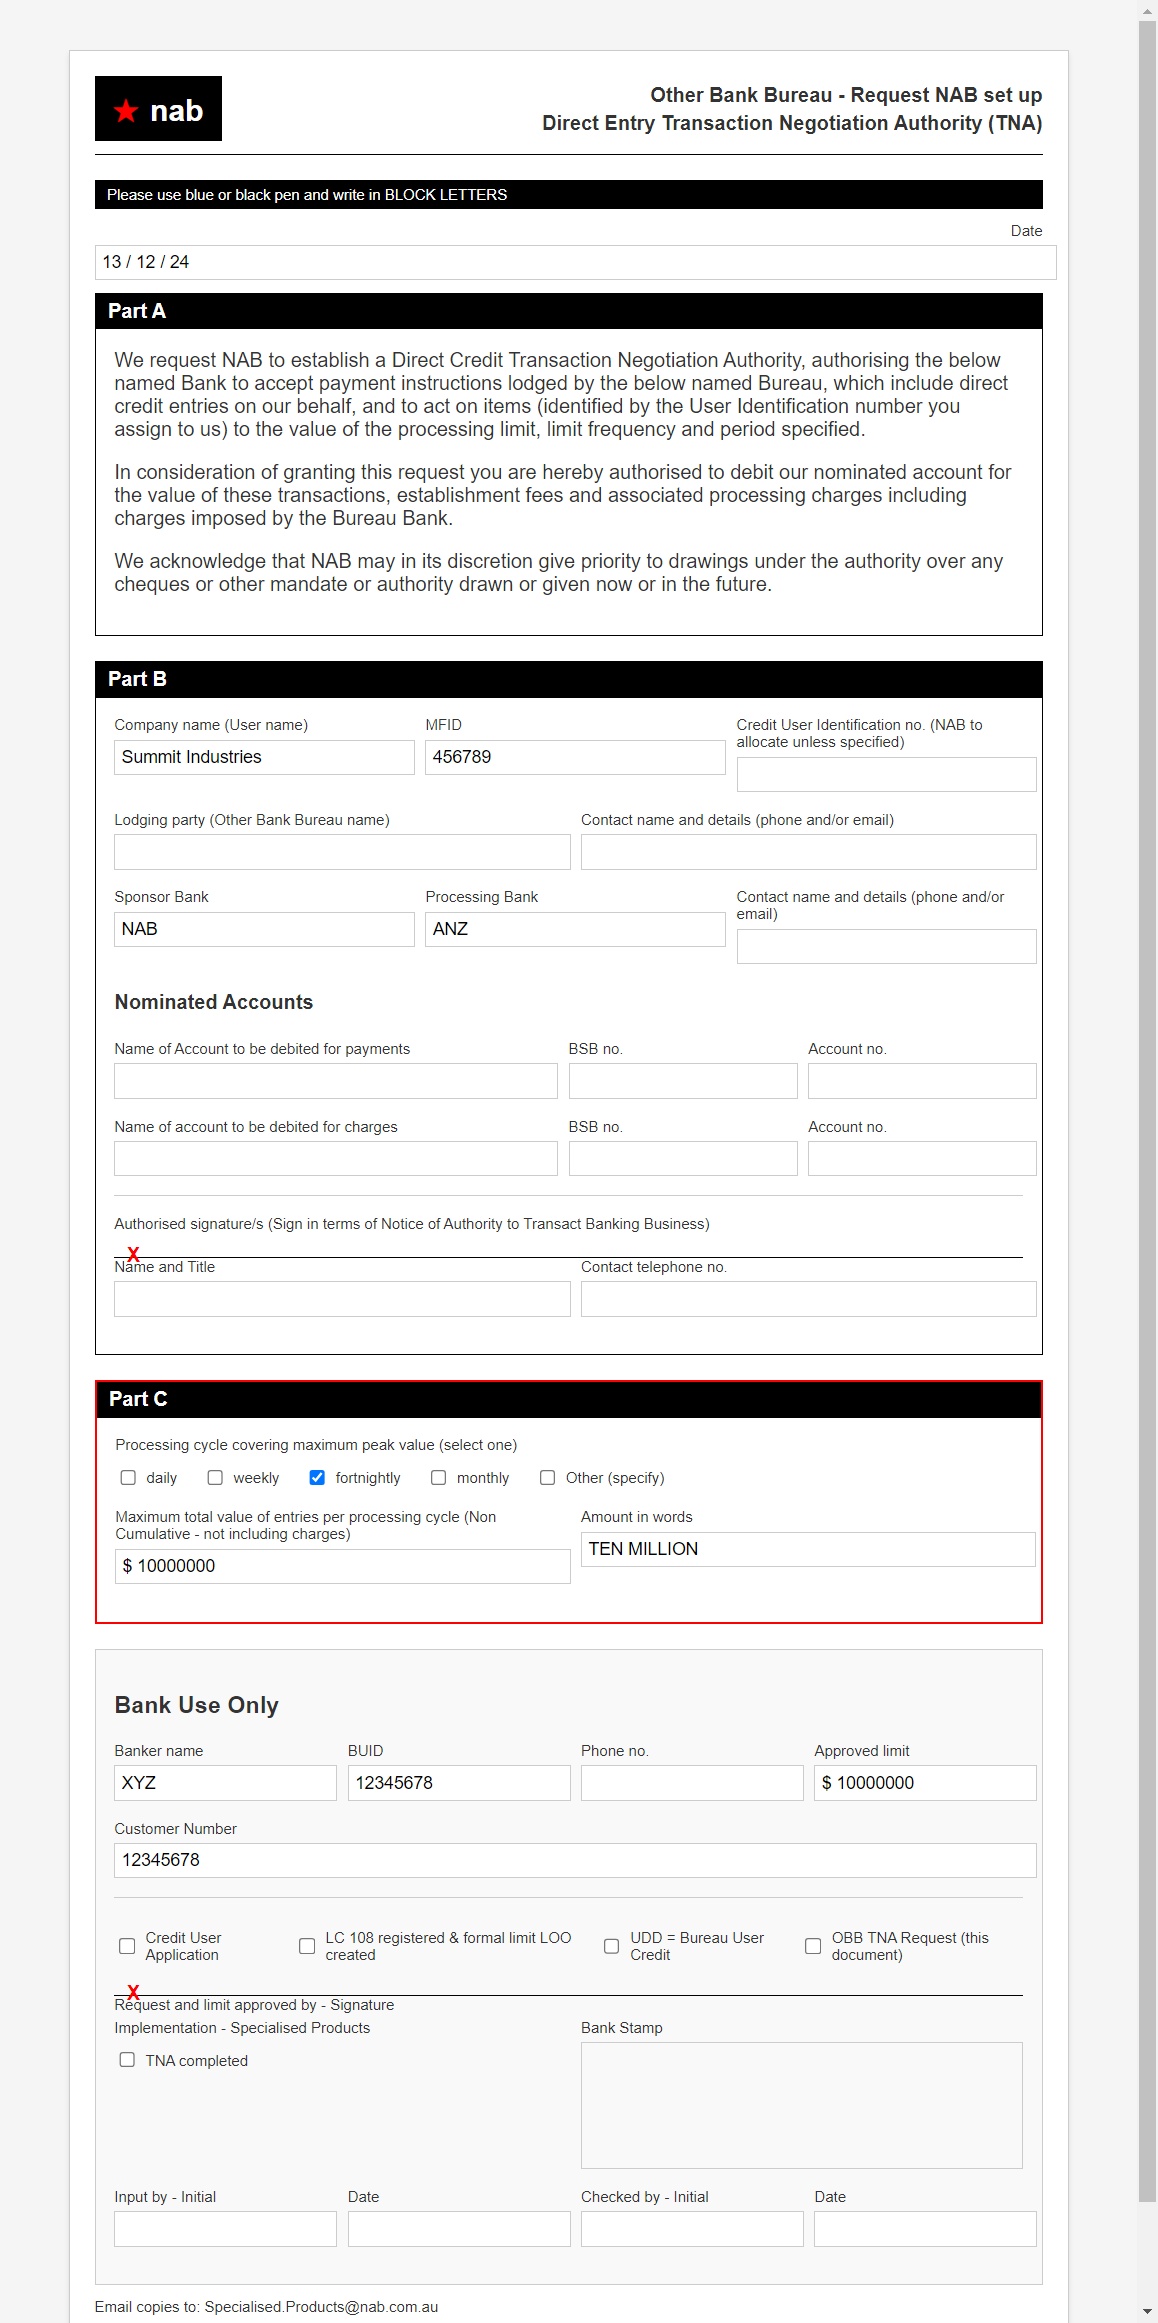 ★ nab
Other Bank Bureau - Request NAB set up
Direct Entry Transaction Negotiation Authority (TNA)
Please use blue or black pen and write in BLOCK LETTERS
Date
13 / 12 / 24
Part A
We request NAB to establish a Direct Credit Transaction Negotiation Authority, authorising the below
named Bank to accept payment instructions lodged by the below named Bureau, which include direct
credit entries on our behalf, and to act on items (identified by the User Identification number you
assign to us) to the value of the processing limit, limit frequency and period specified.
In consideration of granting this request you are hereby authorised to debit our nominated account for
the value of these transactions, establishment fees and associated processing charges including
charges imposed by the Bureau Bank.
We acknowledge that NAB may in its discretion give priority to drawings under the authority over any
cheques or other mandate or authority drawn or given now or in the future.
Part B
Company name (User name)
Summit Industries
MFID
456789
Credit User Identification no. (NAB to
allocate unless specified)
Lodging party (Other Bank Bureau name)
Contact name and details (phone and/or email)
Sponsor Bank
NAB
Processing Bank
ANZ
Contact name and details (phone and/or
email)
Nominated Accounts
Name of Account to be debited for payments
BSB no.
Account no.
Name of account to be debited for charges
BSB no.
Account no.
Authorised signature/s (Sign in terms of Notice of Authority to Transact Banking Business)
X
Name and Title
Contact telephone no.
Part C
Processing cycle covering maximum peak value (select one)
daily
weekly
fortnightly
monthly
Other (specify)
Maximum total value of entries per processing cycle (Non
Cumulative - not including charges)
$ 10000000
Amount in words
TEN MILLION
Bank Use Only
Banker name
XYZ
BUID
12345678
Phone no.
Approved limit
$ 10000000
Customer Number
12345678
Credit User
Application
LC 108 registered & formal limit LOO
created
UDD = Bureau User
Credit
OBB TNA Request (this
document)
X
Request and limit approved by - Signature
Implementation - Specialised Products
TNA completed
Bank Stamp
Input by - Initial
Date
Checked by - Initial
Date
Email copies to: Specialised.Products@nab.com.au